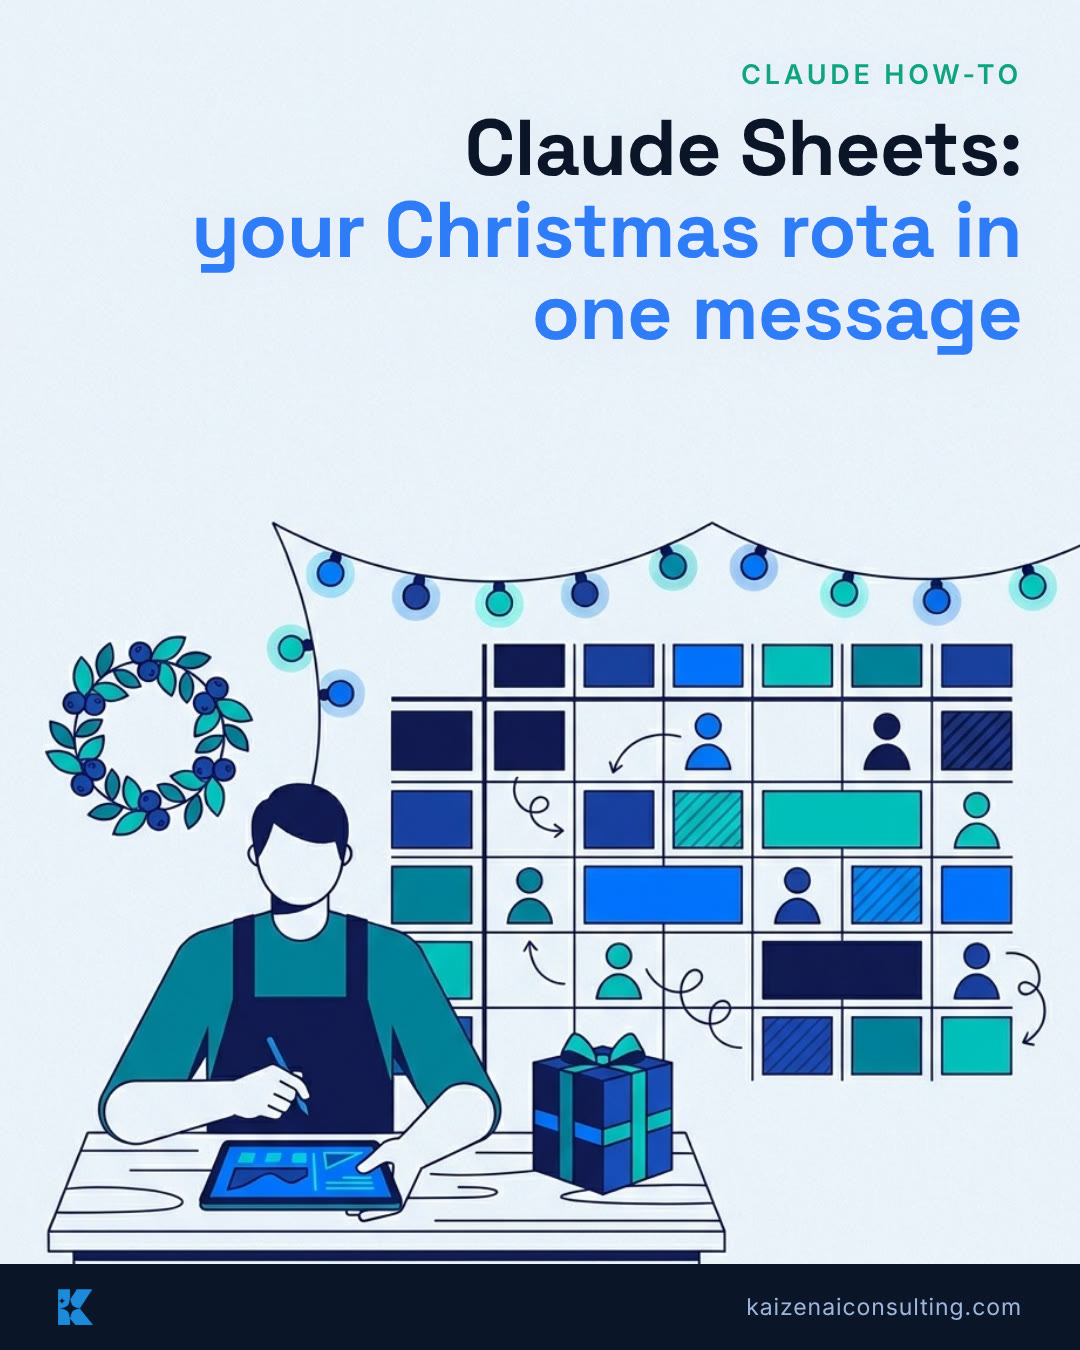 CLAUDE HOW-TO
Claude Sheets:
your Christmas rota in
one message
kaizenaiconsulting.com